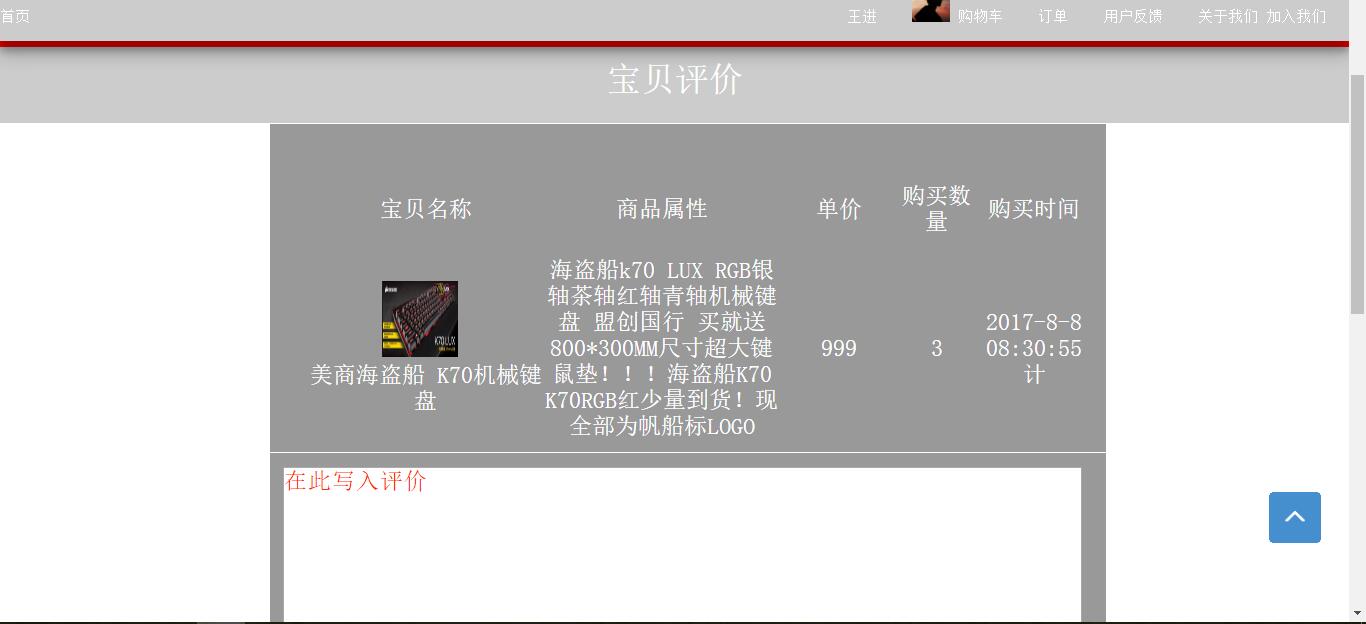 首页 王进 购物车 订单 用户反馈 关于我们 加入我们
宝贝评价
宝贝名称
商品属性
单价
购买数
量
购买时间
K70 LUX
美商海盗船 K70机械键
盘
海盗船k70 LUX RGB银
轴茶轴红轴青轴机械键
盘 盟创国行 买就送
800*300MM尺寸超大键
鼠垫！！！海盗船K70
K70RGB红少量到货！现
全部为帆船标LOGO
999
3
2017-8-8
08:30:55
计
在此写入评价